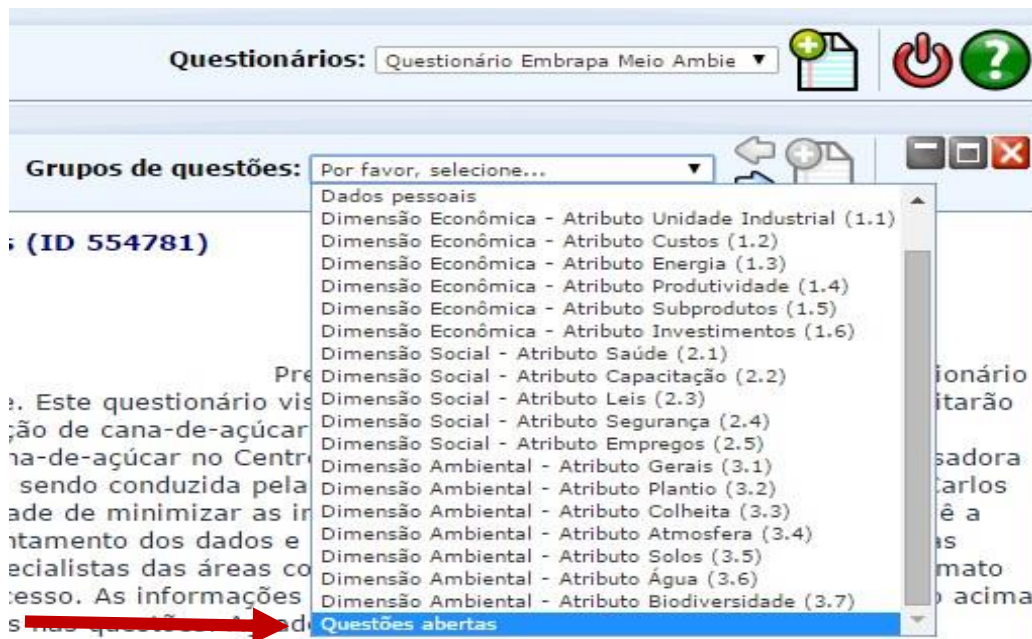 Questionários: Questionário Embrapa Meio Ambie
Grupos de questões: Por favor, selecione...
Dados pessoais
Dimensão Econômica - Atributo Unidade Industrial (1.1)
(ID 554781)
Dimensão Econômica - Atributo Custos (1.2)
Dimensão Econômica - Atributo Energia (1.3)
Dimensão Econômica - Atributo Produtividade (1.4)
Dimensão Econômica - Atributo Subprodutos (1.5)
Dimensão Econômica - Atributo Investimentos (1.6)
Dimensão Social - Atributo Saúde (2.1)
Dimensão Social - Atributo Capacitação (2.2)
Dimensão Social - Atributo Leis (2.3)
Dimensão Social - Atributo Segurança (2.4)
Dimensão Social - Atributo Empregos (2.5)
Dimensão Ambiental - Atributo Gerais (3.1)
Dimensão Ambiental - Atributo Plantio (3.2)
Dimensão Ambiental - Atributo Colheita (3.3)
Dimensão Ambiental - Atributo Atmosfera (3.4)
Dimensão Ambiental - Atributo Solos (3.5)
Dimensão Ambiental - Atributo Água (3.6)
Dimensão Ambiental - Atributo Biodiversidade (3.7)
Questões abertas
Pre ionário
e. Este questionário vis itarão
ção de cana-de-açúcar
na-de-açúcar no Centr sadora
sendo conduzida pela Carlos
ade de minimizar as ir ê a
ntamento dos dados e as
ecialistas das áreas co mato
cesso. As informações o acima